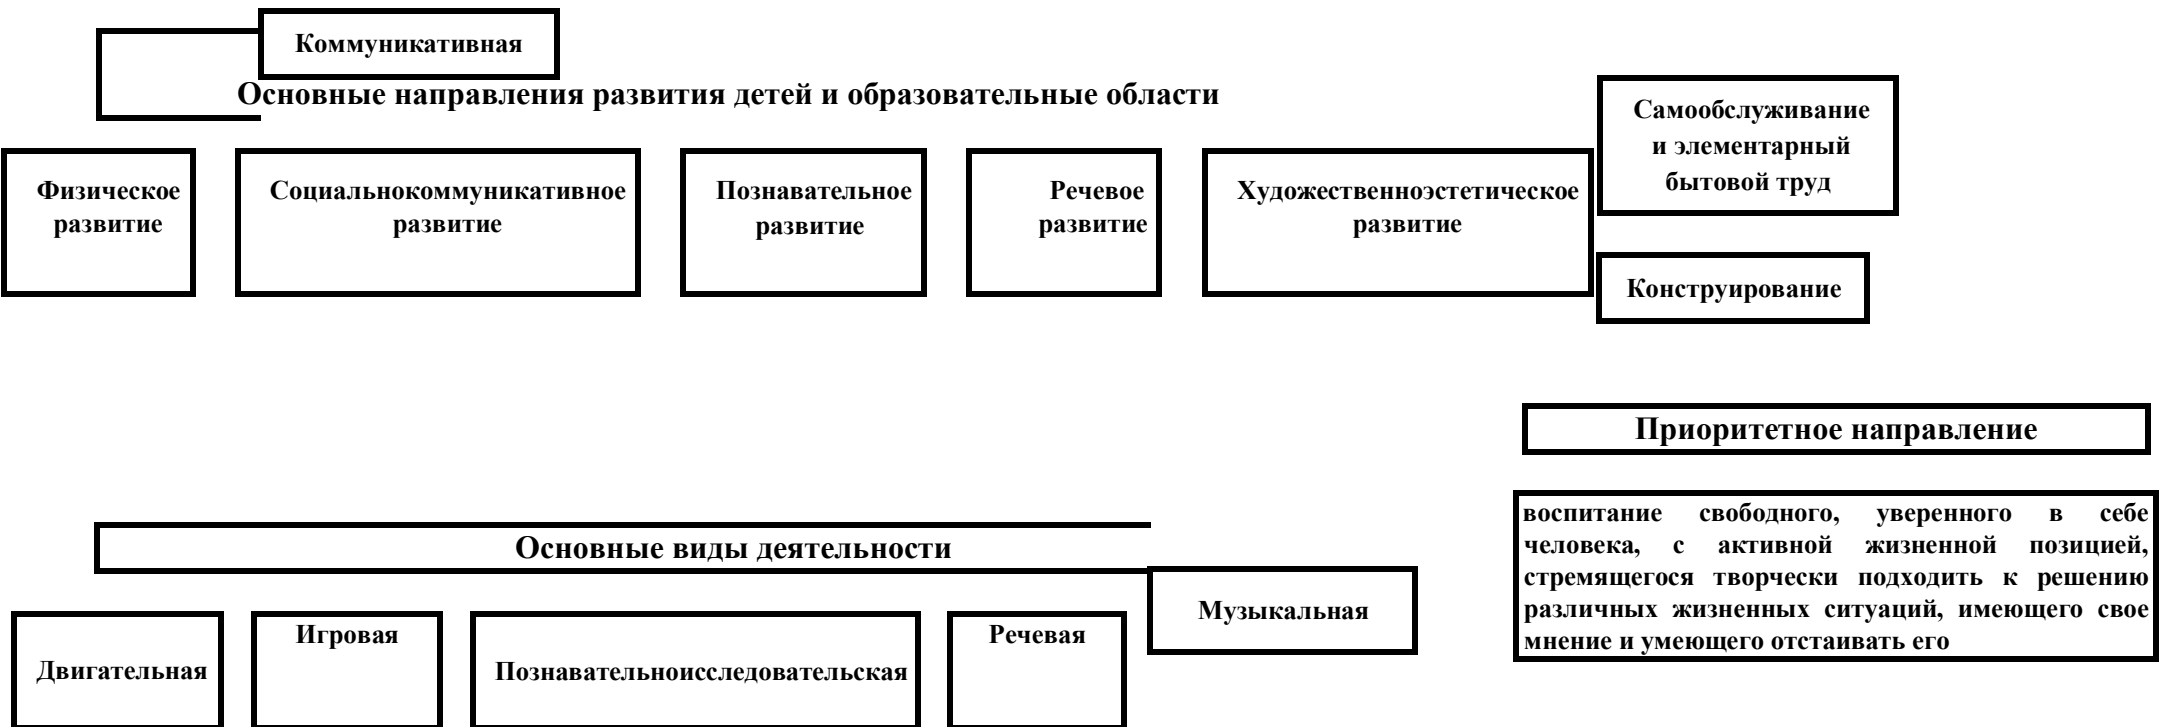 Коммуникативная
Основные направления развития детей и образовательные области
Физическое
развитие
Социальнокоммуникативное
развитие
Познавательное
развитие
Речевое
развитие
Художественноэстетическое
развитие
Самообслуживание
и элементарный
бытовой труд
Конструирование
Приоритетное направление
воспитание свободного, уверенного в себе
человека, с активной жизненной позицией,
стремящегося творчески подходить к решению
различных жизненных ситуаций, имеющего свое
мнение и умеющего отстаивать его
Основные виды деятельности
Музыкальная
Двигательная
Игровая
Познавательноисследовательская
Речевая